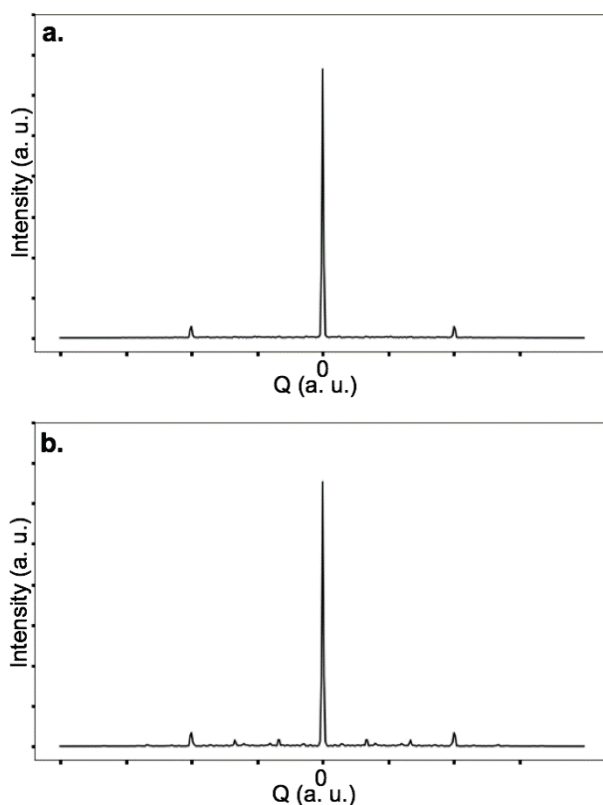 a.
Intensity (a. u.)
0
Q (a. u.)
b.
Intensity (a. u.)
0
Q (a. u.)